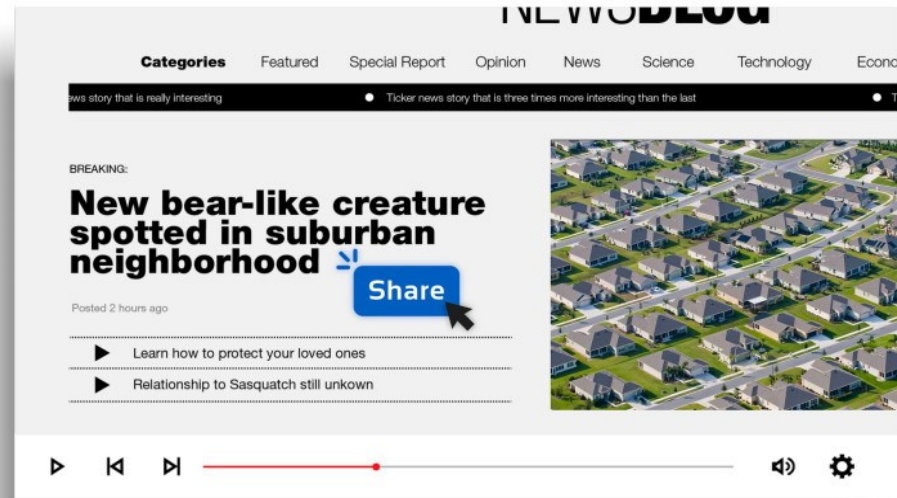 NEWSBLOG
Categories Featured Special Report Opinion News Science Technology
ews story that is really interesting ● Ticker news story that is three times more interesting than the last ●
BREAKING:
New bear-like creature
spotted in suburban
neighborhood
Share
Posted 2 hours ago
Learn how to protect your loved ones
Relationship to Sasquatch still unkown